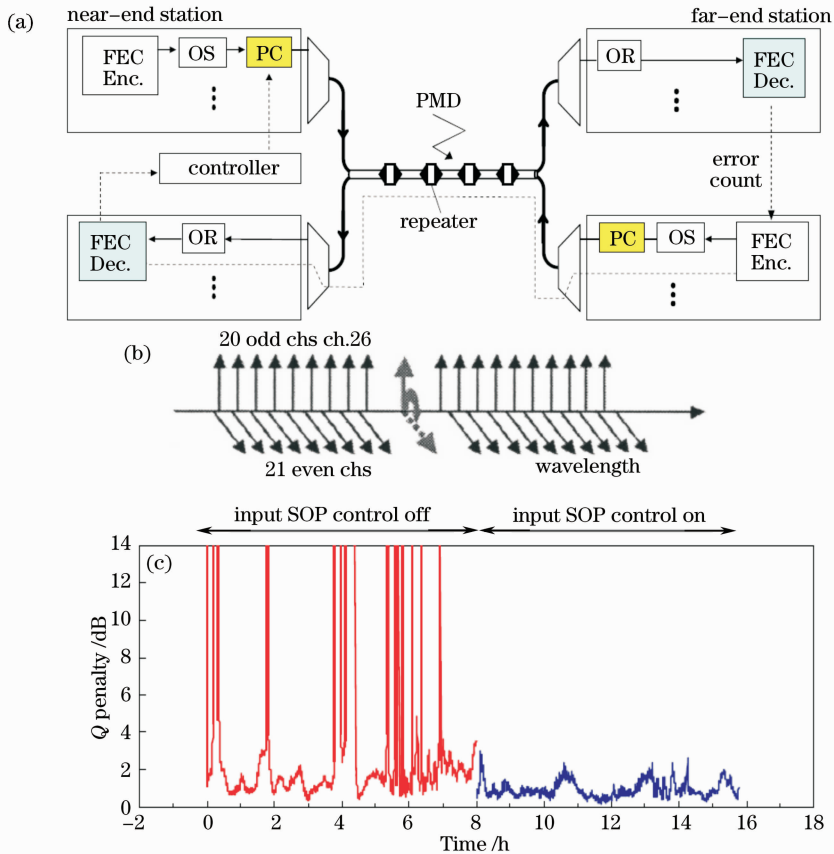 (a)
near-end station
far-end station
FEC
Enc.
OS
PC
OR
FEC
Dec.
PMD
controller
error
count
repeater
FEC
Dec.
OR
PC
OS
FEC
Enc.
(b)
20 odd chs ch.26
21 even chs
wavelength
input SOP control off
input SOP control on
(c)
Q penalty /dB
14
12
10
8
6
4
2
0
−2 0 2 4 6 8 10 12 14 16 18
Time /h